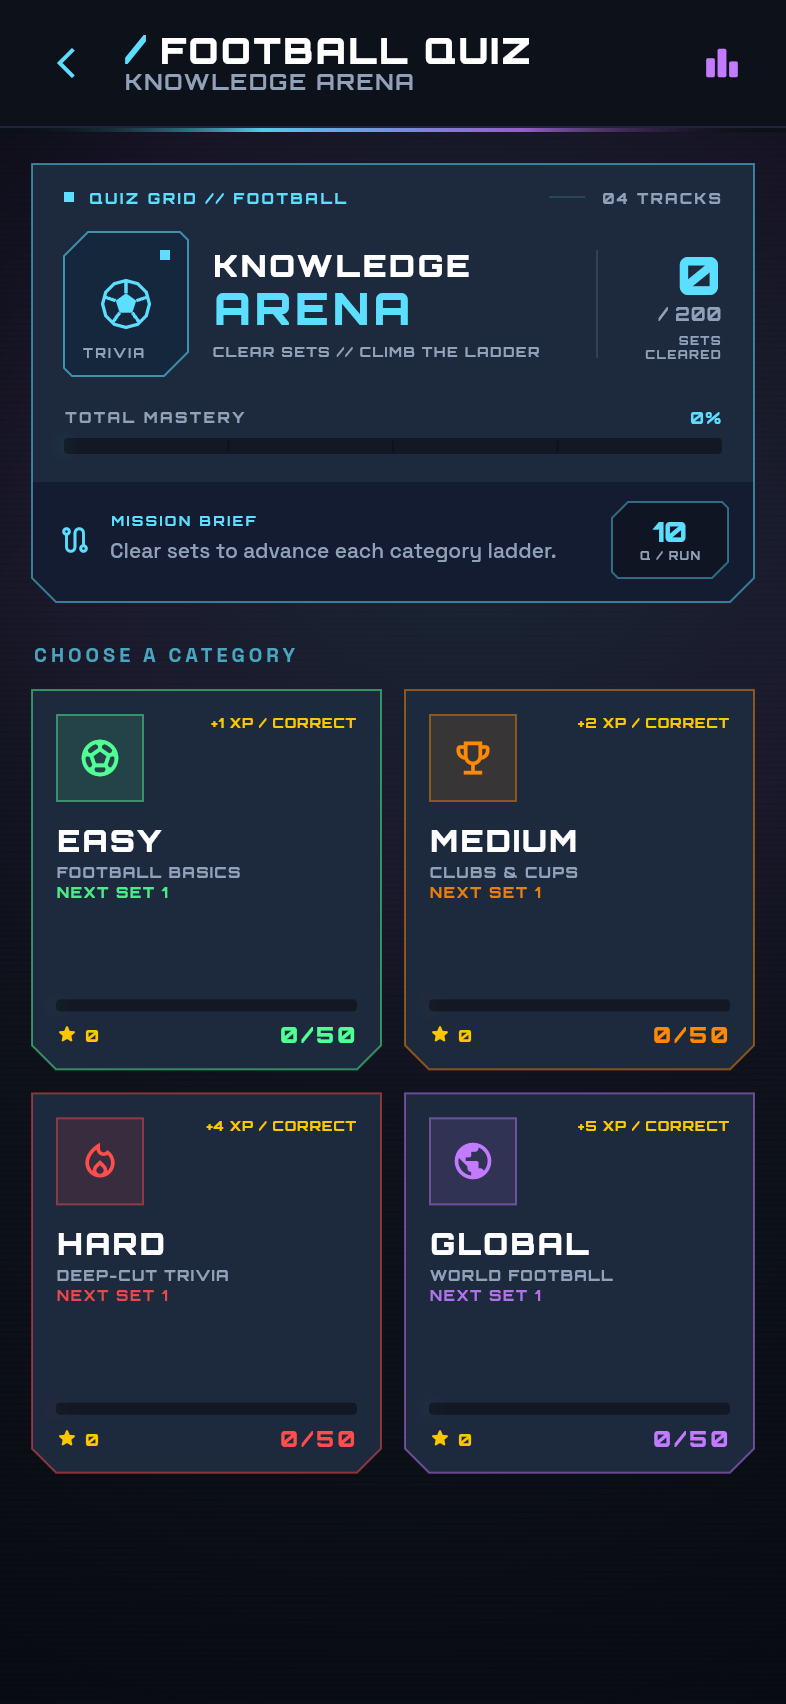 / FOOTBALL QUIZ
KNOWLEDGE ARENA
QUIZ GRID // FOOTBALL
04 TRACKS
TRIVIA
KNOWLEDGE
ARENA
CLEAR SETS // CLIMB THE LADDER
0
/ 200
SETS
CLEARED
TOTAL MASTERY
0%
MISSION BRIEF
Clear sets to advance each category ladder.
10
Q / RUN
CHOOSE A CATEGORY
+1 XP / CORRECT
EASY
FOOTBALL BASICS
NEXT SET 1
0
0/50
+2 XP / CORRECT
MEDIUM
CLUBS & CUPS
NEXT SET 1
0
0/50
+4 XP / CORRECT
HARD
DEEP-CUT TRIVIA
NEXT SET 1
0
0/50
+5 XP / CORRECT
GLOBAL
WORLD FOOTBALL
NEXT SET 1
0
0/50